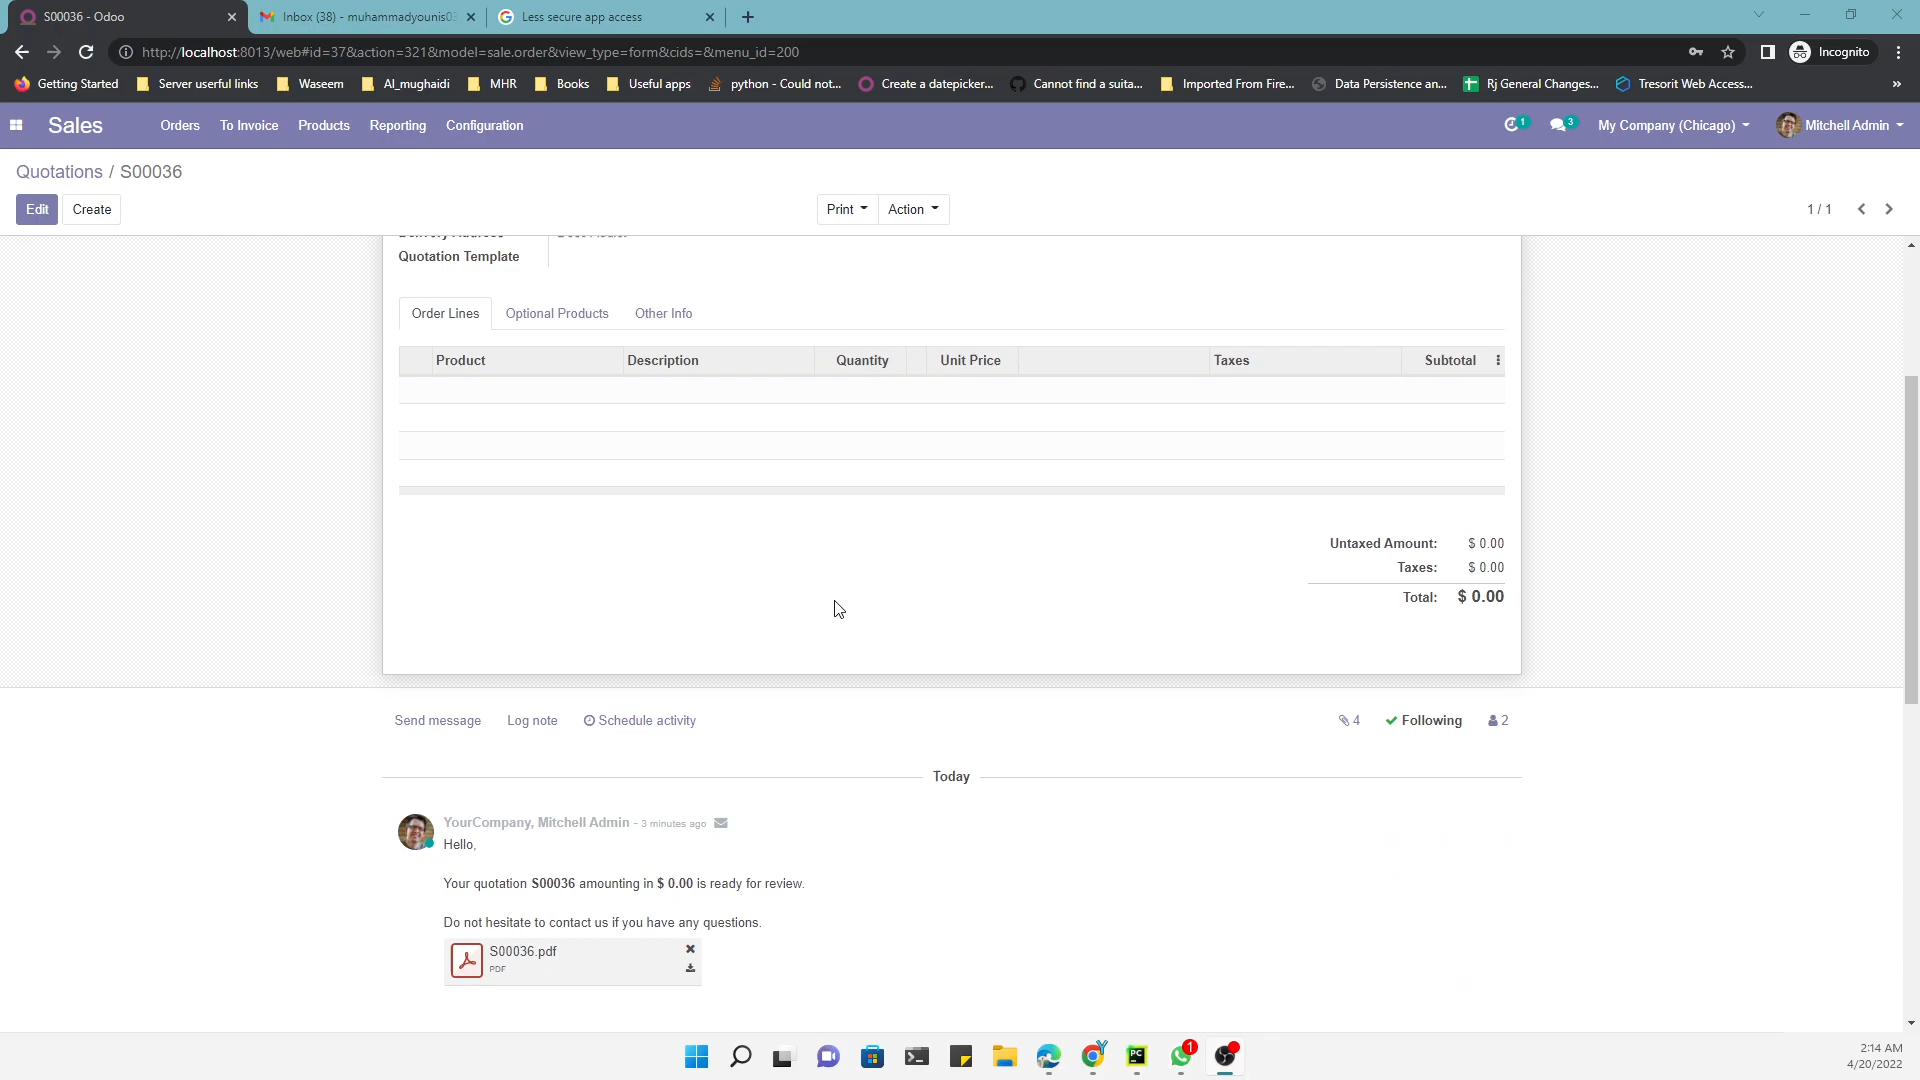 S00036 - Odoo
Inbox (38) - muhammadyounis03
Less secure app access
http://localhost:8013/web#id=37&action=321&model=sale.order&view_type=form&cids=&menu_id=200
Incognito
Getting Started
Server userful links
Waseem
Al_mughaidi
MHR
Books
Useful apps
python - Could not...
Create a datepicker...
Cannot find a suita...
Imported From Fire...
Data Persistence an...
Rj General Changes...
Tresorit Web Access...
»
Sales
Orders
To Invoice
Products
Reporting
Configuration
1
3
My Company (Chicago)
Mitchell Admin
Quotations / S00036
Edit
Create
Print
Action
1 / 1
Quotation Template
Order Lines
Optional Products
Other Info
Product
Description
Quantity
Unit Price
Taxes
Subtotal
Untaxed Amount: $ 0.00
Taxes: $ 0.00
Total: $ 0.00
Send message
Log note
Schedule activity
4
Following
2
Today
YourCompany, Mitchell Admin - 3 minutes ago
Hello,
Your quotation S00036 amounting in $ 0.00 is ready for review.
Do not hesitate to contact us if you have any questions.
S00036.pdf
PDF
PC
1
2:14 AM
4/20/2022